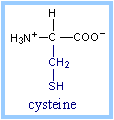 H
H₃N⁺—C—COO⁻
CH₂
SH
cysteine